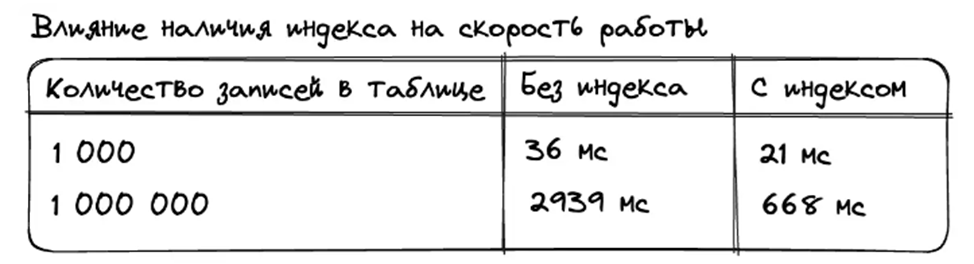 Влияние наличия индекса на скорость работы
Количество записей в таблице Без индекса С индексом
1 000 36 мс 21 мс
1 000 000 2939 мс 668 мс